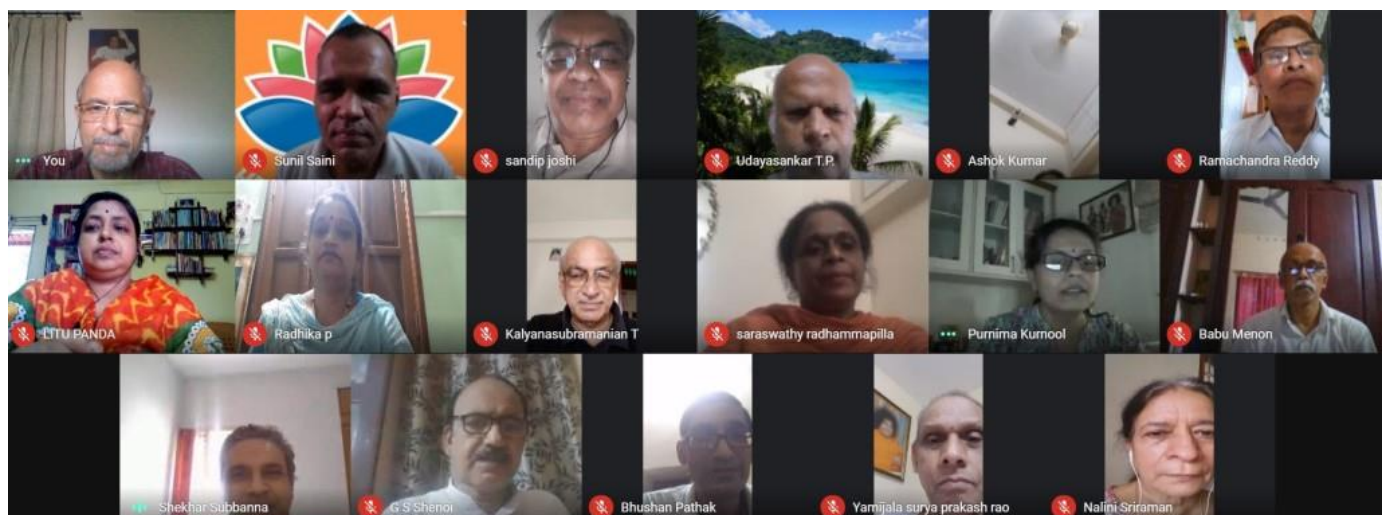 You
Sunil Saini
sandip joshi
Udayasankar T.P.
Ashok Kumar
Ramachandra Reddy
LITU PANDA
Radhika p
Kalyanasubramanian T
saraswathy radhammapilla
Purnima Kurnool
Babu Menon
Shekhar Subbanna
G S Shenoi
Bhushan Pathak
Yamijala surya prakash rao
Nalini Sriraman